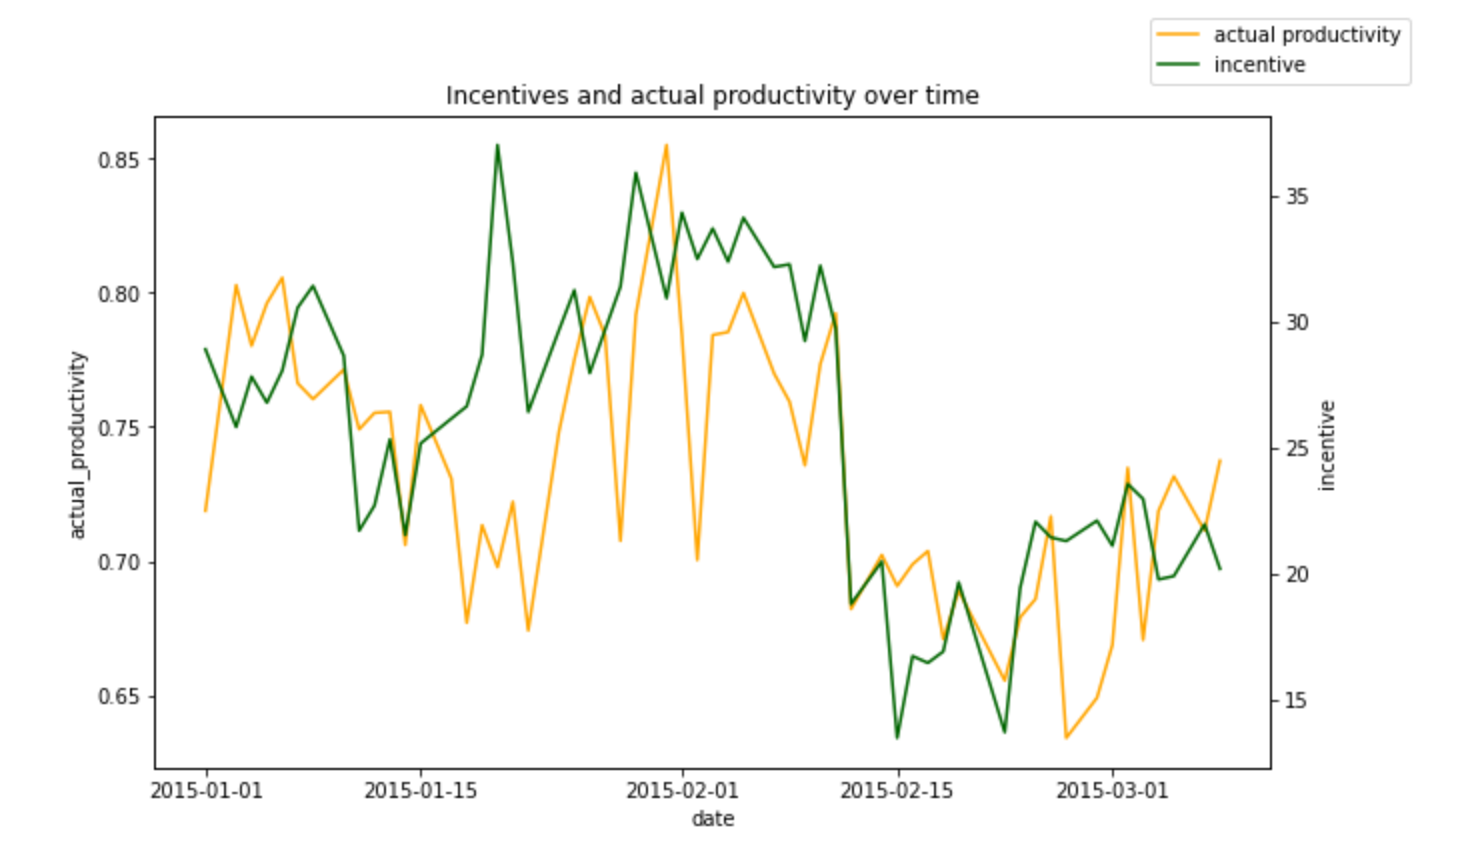 actual productivity
incentive
Incentives and actual productivity over time
0.85
0.80
0.75
0.70
0.65
actual_productivity
35
30
25
20
15
incentive
2015-01-01 2015-01-15 2015-02-01 2015-02-15 2015-03-01
date